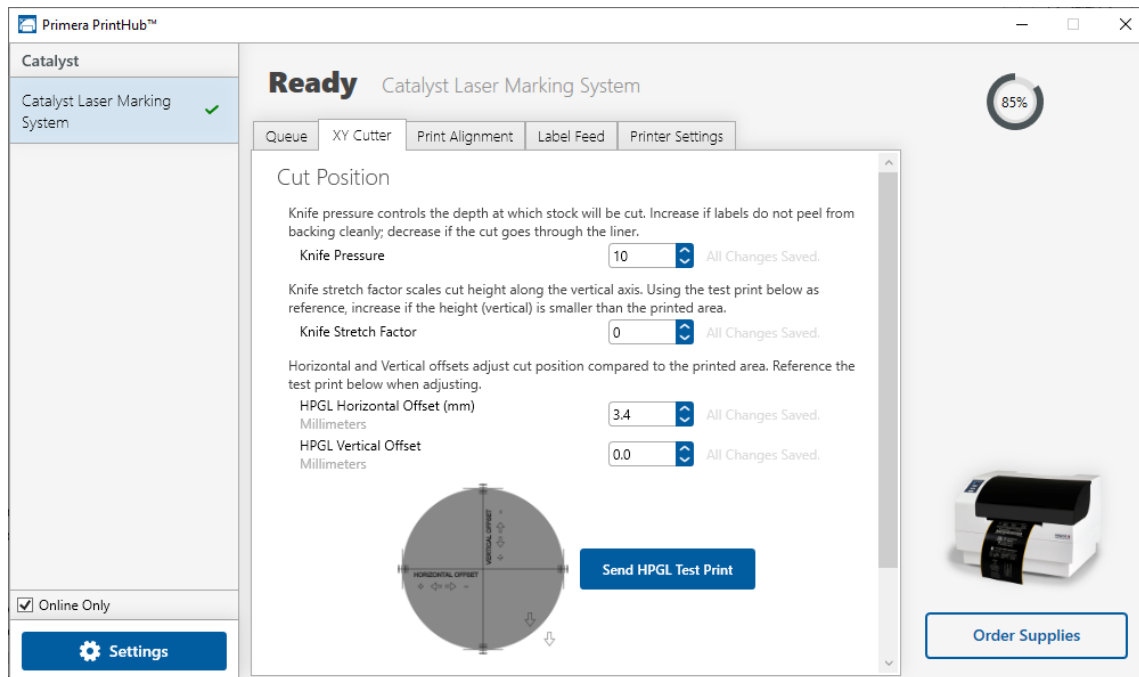 Primera PrintHub™
Catalyst
Catalyst Laser Marking
System
Ready Catalyst Laser Marking System
85%
Queue XY Cutter Print Alignment Label Feed Printer Settings
Cut Position
Knife pressure controls the depth at which stock will be cut. Increase if labels do not peel from
backing cleanly; decrease if the cut goes through the liner.
Knife Pressure 10 All Changes Saved.
Knife stretch factor scales cut height along the vertical axis. Using the test print below as
reference, increase if the height (vertical) is smaller than the printed area.
Knife Stretch Factor 0 All Changes Saved.
Horizontal and Vertical offsets adjust cut position compared to the printed area. Reference the
test print below when adjusting.
HPGL Horizontal Offset (mm) 3.4 All Changes Saved.
Millimeters
HPGL Vertical Offset 0.0 All Changes Saved.
Millimeters
VERTICAL OFFSET
HORIZONTAL OFFSET
Send HPGL Test Print
Online Only
Settings
Order Supplies